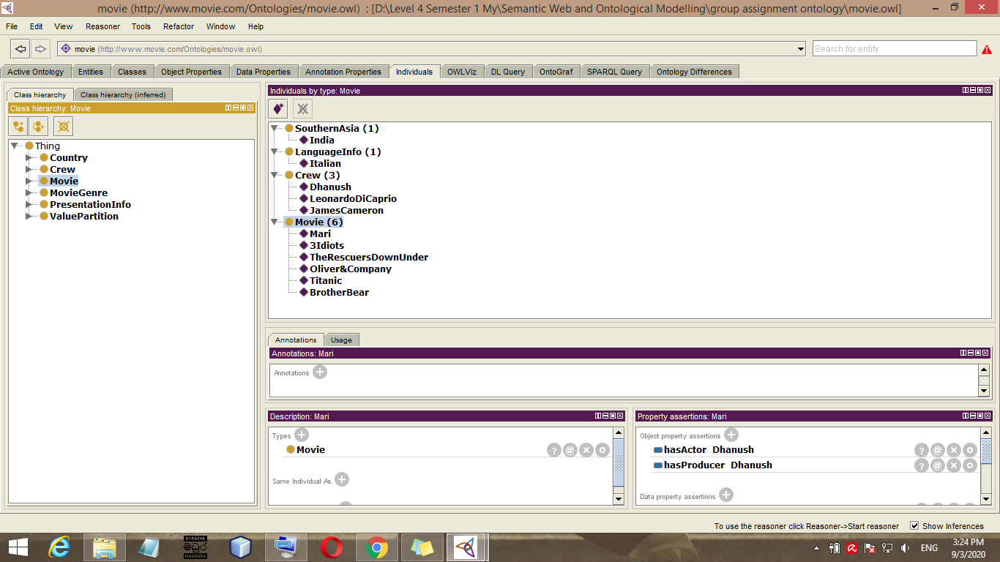 movie (http://www.movie.com/Ontologies/movie.owl) : [D:\Level 4 Semester 1 My\Semantic Web and Ontological Modelling\group assignment ontology\movie.owl]
File Edit View Reasoner Tools Refactor Window Help
movie (http://www.movie.com/Ontologies/movie.owl)
Search for entity
Active Ontology Entities Classes Object Properties Data Properties Annotation Properties Individuals OWLViz DL Query OntoGraf SPARQL Query Ontology Differences
Class hierarchy Class hierarchy (inferred)
Class hierarchy: Movie
Thing
Country
Crew
Movie
MovieGenre
PresentationInfo
ValuePartition
Individuals by type: Movie
SouthernAsia (1)
India
LanguageInfo (1)
Italian
Crew (3)
Dhanush
LeonardoDiCaprio
JamesCameron
Movie (6)
Mari
3Idiots
TheRescuersDownUnder
Oliver&Company
Titanic
BrotherBear
Annotations Usage
Annotations: Mari
Annotations
Description: Mari
Types
Movie
Same Individual As
Property assertions: Mari
Object property assertions
hasActor Dhanush
hasProducer Dhanush
Data property assertions
To use the reasoner click Reasoner->Start reasoner Show Inferences
DJ RAZOR
මධුර
MADHURA
ENG
3:24 PM
9/3/2020